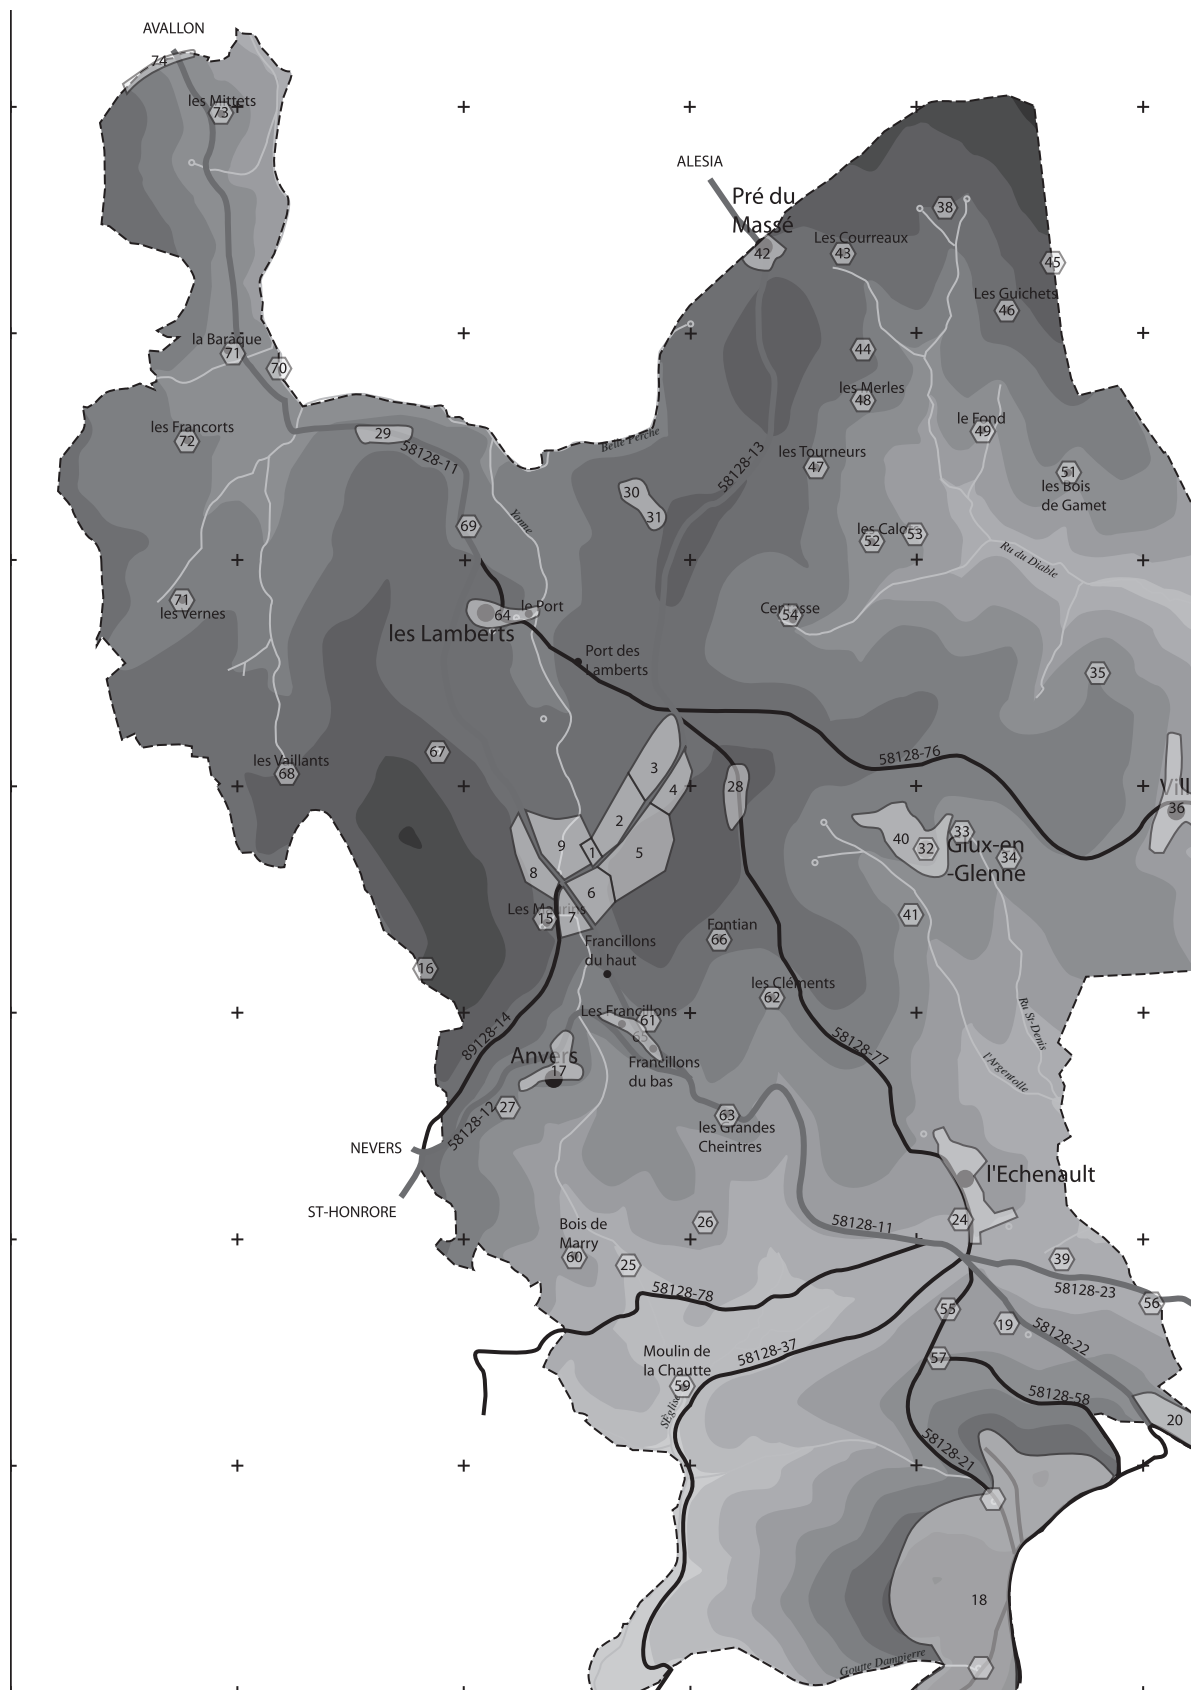 AVALLON
74
les Mittets
73
ALESIA
Pré du
Massé
42
Les Courreaux
43
38
45
Les Guichets
46
la Baraque
71
70
44
les Merles
48
les Francorts
72
29
58128-11
Belle Perche
58128-13
le Fond
49
les Tourneurs
47
51
les Bois
de Gamet
30
31
69
Yonne
52
53
Ru du Diable
71
les Vernes
64
le Port
les Lamberts
54
Port des
Lamberts
35
67
les Vaillants
68
58128-76
3
4
28
2
36
9
1
5
40
32
33
34
Glux-en
-Glenne
8
6
7
15
41
Fontian
66
Francillons
du haut
16
les Cléments
62
Les Francillons
61
65
Ru St-Denis
89128-14
58128-77
Anvers
17
Francillons
du bas
l'Argentolle
27
58128-12
63
les Grandes
Cheintres
NEVERS
ST-HONRORE
l'Echenault
24
26
58128-11
Bois de
Marry
60
25
39
58128-78
58128-23
56
55
19
58128-22
Moulin de
la Chautte
58128-37
57
59
58128-58
20
58128-21
18
Goutte Dampierre